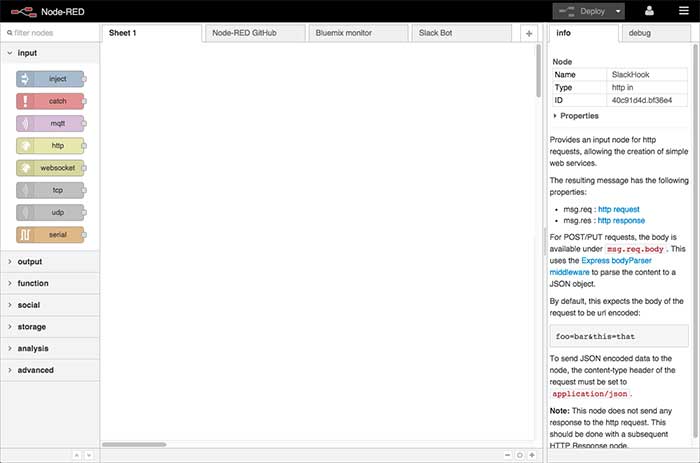 Node-RED
Deploy
filter nodes
Sheet 1
Node-RED GitHub
Bluemix monitor
Slack Bot
info
debug
input
inject
catch
mqtt
http
websocket
tcp
udp
serial
output
function
social
storage
analysis
advanced
Node
Name SlackHook
Type http in
ID 40c91d4d.bf36e4
Properties
Provides an input node for http
requests, allowing the creation of simple
web services.
The resulting message has the following
properties:
• msg.req : http request
• msg.res : http response
For POST/PUT requests, the body is
available under msg.req.body . This
uses the Express bodyParser
middleware to parse the content to a
JSON object.
By default, this expects the body of the
request to be url encoded:
foo=bar&this=that
To send JSON encoded data to the
node, the content-type header of the
request must be set to
application/json .
Note: This node does not send any
response to the http request. This
should be done with a subsequent
HTTP Response node.